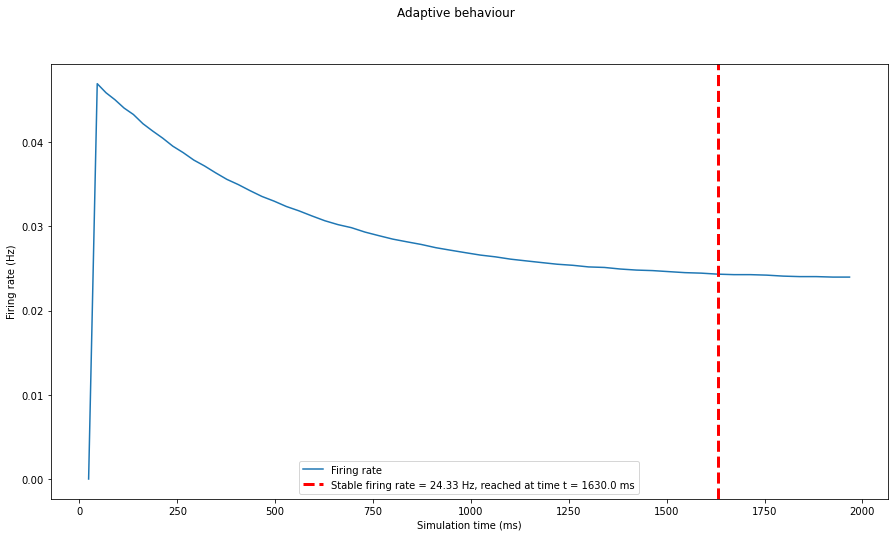 Adaptive behaviour
Firing rate (Hz)
0.04
0.03
0.02
0.01
0.00
Firing rate
Stable firing rate = 24.33 Hz, reached at time t = 1630.0 ms
0 250 500 750 1000 1250 1500 1750 2000
Simulation time (ms)